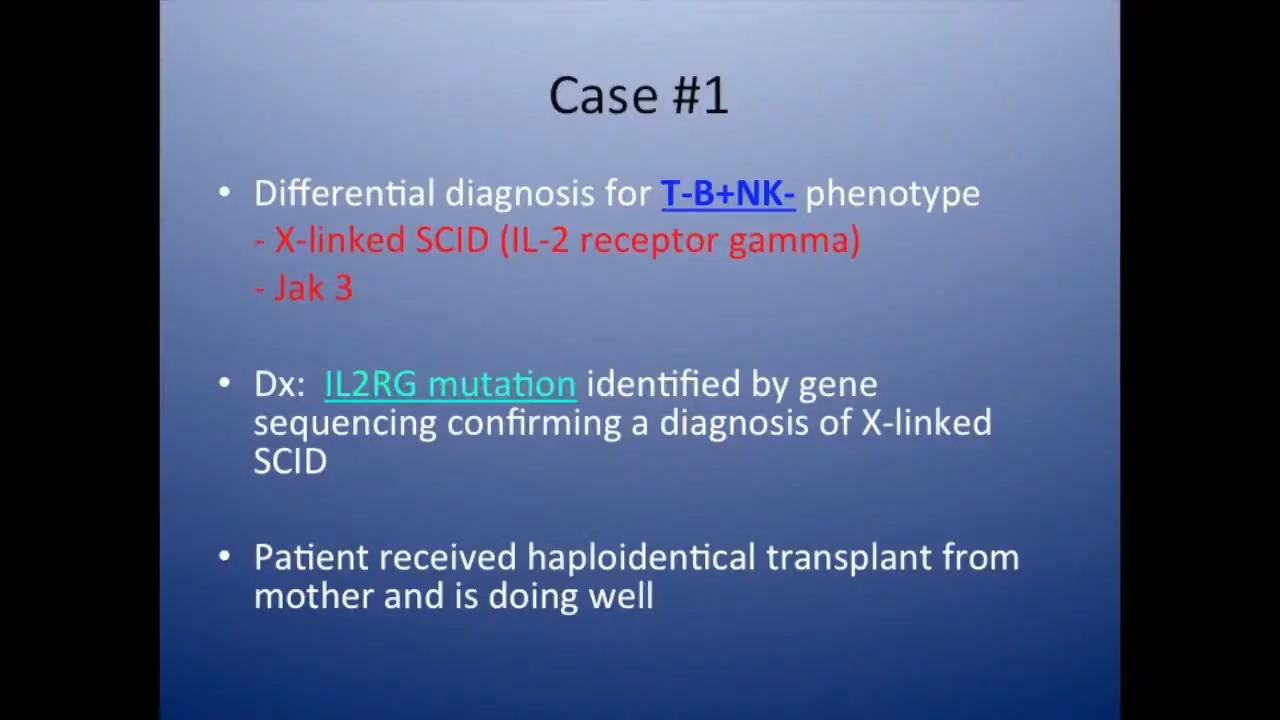 Case #1
• Differential diagnosis for T-B+NK- phenotype
- X-linked SCID (IL-2 receptor gamma)
- Jak 3
• Dx: IL2RG mutation identified by gene
sequencing confirming a diagnosis of X-linked
SCID
• Patient received haploidentical transplant from
mother and is doing well